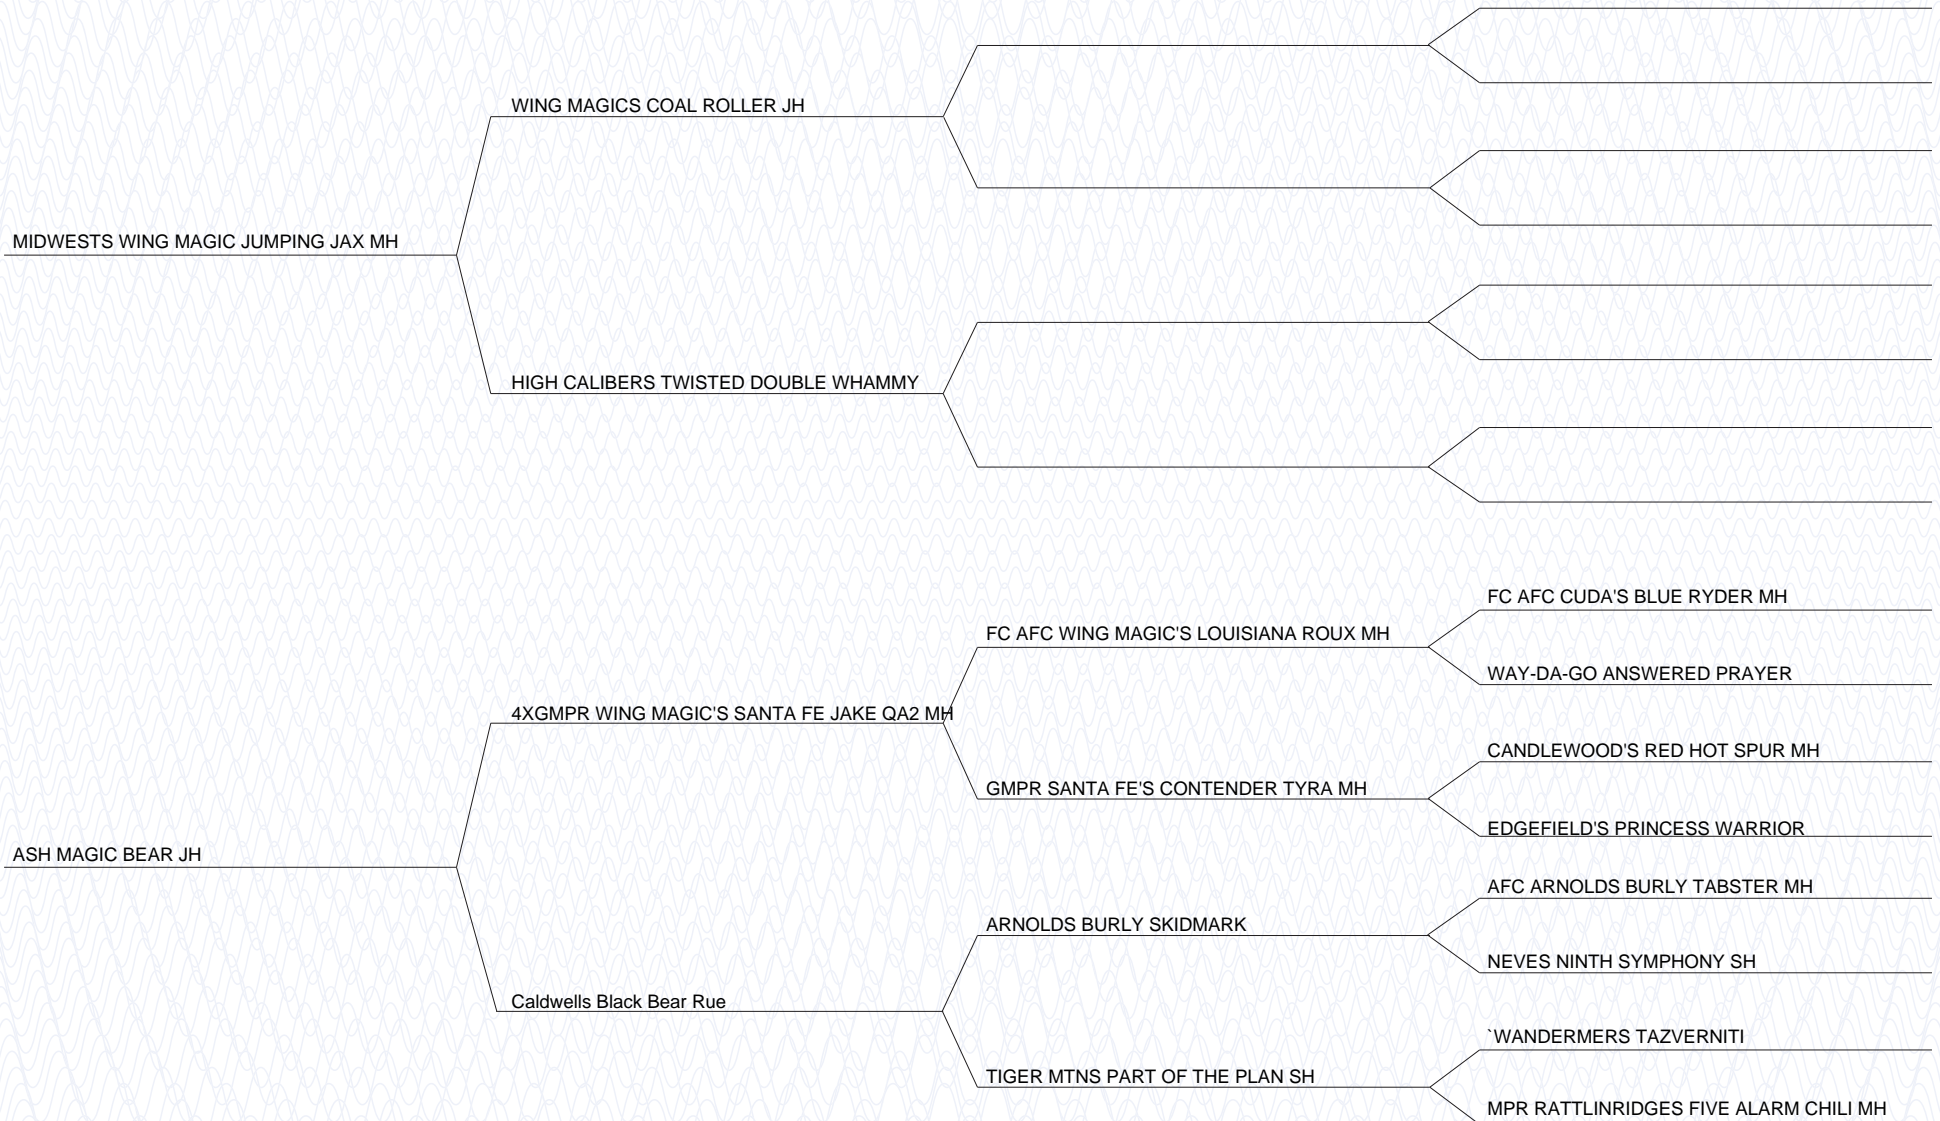 WING MAGICS COAL ROLLER JH
MIDWESTS WING MAGIC JUMPING JAX MH
HIGH CALIBERS TWISTED DOUBLE WHAMMY
FC AFC CUDA'S BLUE RYDER MH
FC AFC WING MAGIC'S LOUISIANA ROUX MH
WAY-DA-GO ANSWERED PRAYER
4XGMPR WING MAGIC'S SANTA FE JAKE QA2 MH
CANDLEWOOD'S RED HOT SPUR MH
GMPR SANTA FE'S CONTENDER TYRA MH
EDGEFIELD'S PRINCESS WARRIOR
ASH MAGIC BEAR JH
AFC ARNOLDS BURLY TABSTER MH
ARNOLDS BURLY SKIDMARK
NEVES NINTH SYMPHONY SH
Caldwells Black Bear Rue
`WANDERMERS TAZVERNITI
TIGER MTNS PART OF THE PLAN SH
MPR RATTLINRIDGES FIVE ALARM CHILI MH